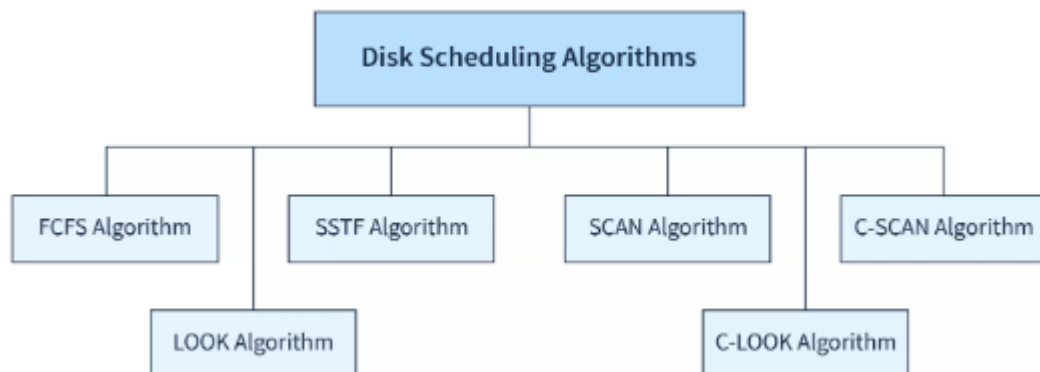 Disk Scheduling Algorithms
FCFS Algorithm
SSTF Algorithm
SCAN Algorithm
C-SCAN Algorithm
LOOK Algorithm
C-LOOK Algorithm